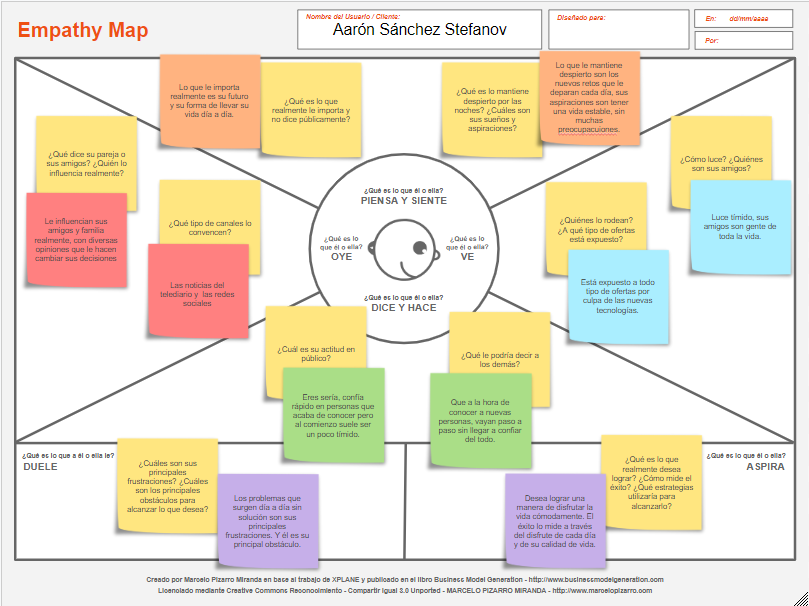 Empathy Map
Nombre del Usuario / Cliente:
Aarón Sánchez Stefanov
Diseñado para:
En: dd/mm/aaaa
Por:
Lo que le importa
realmente es su futuro
y su forma de llevar su
vida día a día.
¿Qué es lo que
realmente le importa y
no dice públicamente?
¿Qué es lo mantiene
despierto por las
noches? ¿Cuáles son
sus sueños y
aspiraciones?
Lo que le mantiene
despierto son los
nuevos retos que le
deparan cada día, sus
aspiraciones son tener
una vida estable, sin
muchas
preocupacuiones.
¿Qué dice su pareja o
sus amigos? ¿Quién lo
influencia realmente?
Le influencian sus
amigos y familia
realmente, con diversas
opiniones que le hacen
cambiar sus decisiones
¿Qué tipo de canales lo
convencen?
Las noticias del
telediario y las redes
sociales
¿Qué es lo que él o ella?
PIENSA Y SIENTE
¿Qué es lo
que él o ella?
OYE
¿Qué es lo
que él o ella?
VE
¿Qué es lo que él o ella?
DICE Y HACE
¿Quiénes lo rodean?
¿A qué tipo de ofertas
está expuesto?
Está expuesto a todo
tipo de ofertas por
culpa de las nuevas
tecnologías.
¿Cómo luce? ¿Quiénes
son sus amigos?
Luce tímido, sus
amigos son gente de
toda la vida.
¿Cuál es su actitud en
público?
Eres sería, confía
rápido en personas que
acaba de conocer pero
al comienzo suele ser
un poco tímido.
¿Qué le podría decir a
los demás?
Que a la hora de
conocer a nuevas
personas, vayan paso a
paso sin llegar a confiar
del todo.
¿Qué es lo que a él o ella le?
DUELE
¿Cuáles son sus
principales
frustraciones? ¿Cuáles
son los principales
obstáculos para
alcanzar lo que desea?
Los problemas que
surgen día a día sin
solución son sus
principales
frustraciones. Y él es su
principal obstáculo.
Desea lograr una
manera de disfrutar la
vida cómodamente. El
éxito lo mide a través
del disfrute de cada día
y de su calidad de vida.
¿Qué es lo que
realmente desea
lograr? ¿Cómo mide el
éxito? ¿Qué estrategias
utilizaría para
alcanzarlo?
¿Qué es lo que él o ella?
ASPIRA
Creado por Marcelo Pizarro Miranda en base al trabajo de XPLANE y publicado en el libro Business Model Generation - http://www.businessmodelgeneration.com
Licenciado mediante Creative Commons Reconocimiento - Compartir Igual 3.0 Unported - MARCELO PIZARRO MIRANDA - http://www.marcelopizarro.com